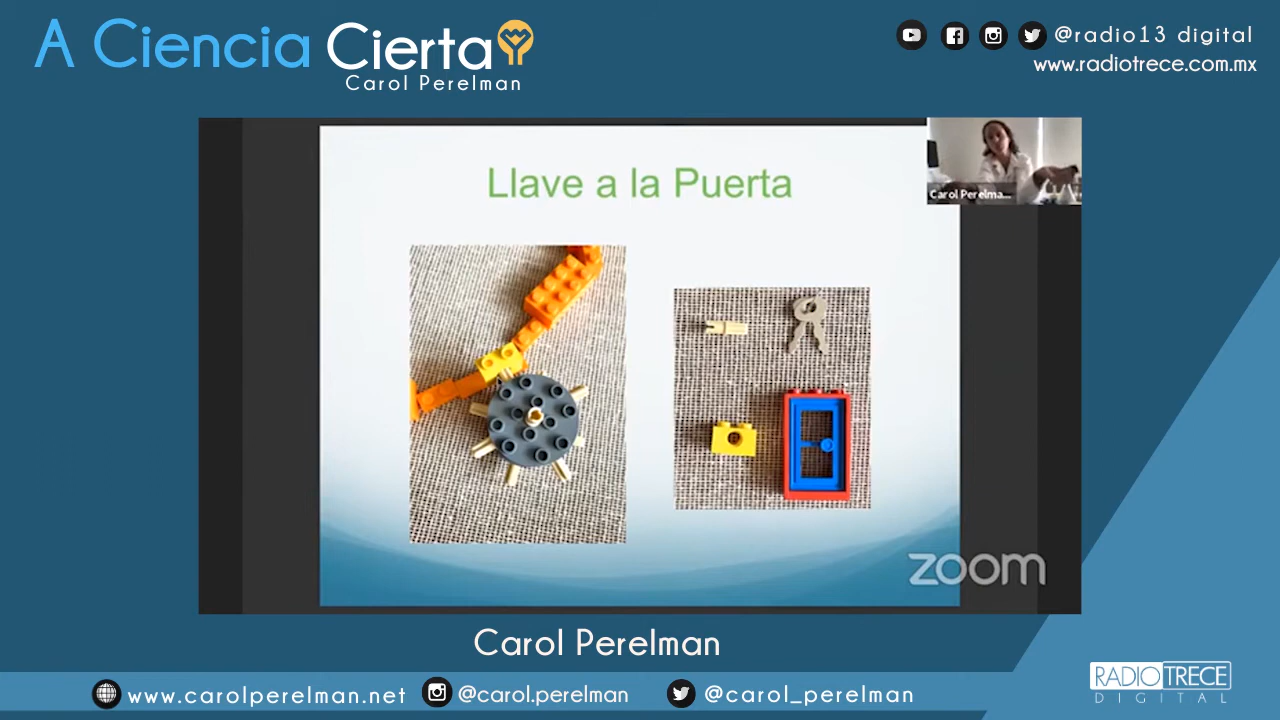 A Ciencia Cierta
Carol Perelman
@radio13 digital
www.radiotrece.com.mx
Llave a la Puerta
Carol Perelma...
zoom
Carol Perelman
www.carolperelman.net
@carol.perelman
@carol_perelman
RADIO TRECE
DIGITAL